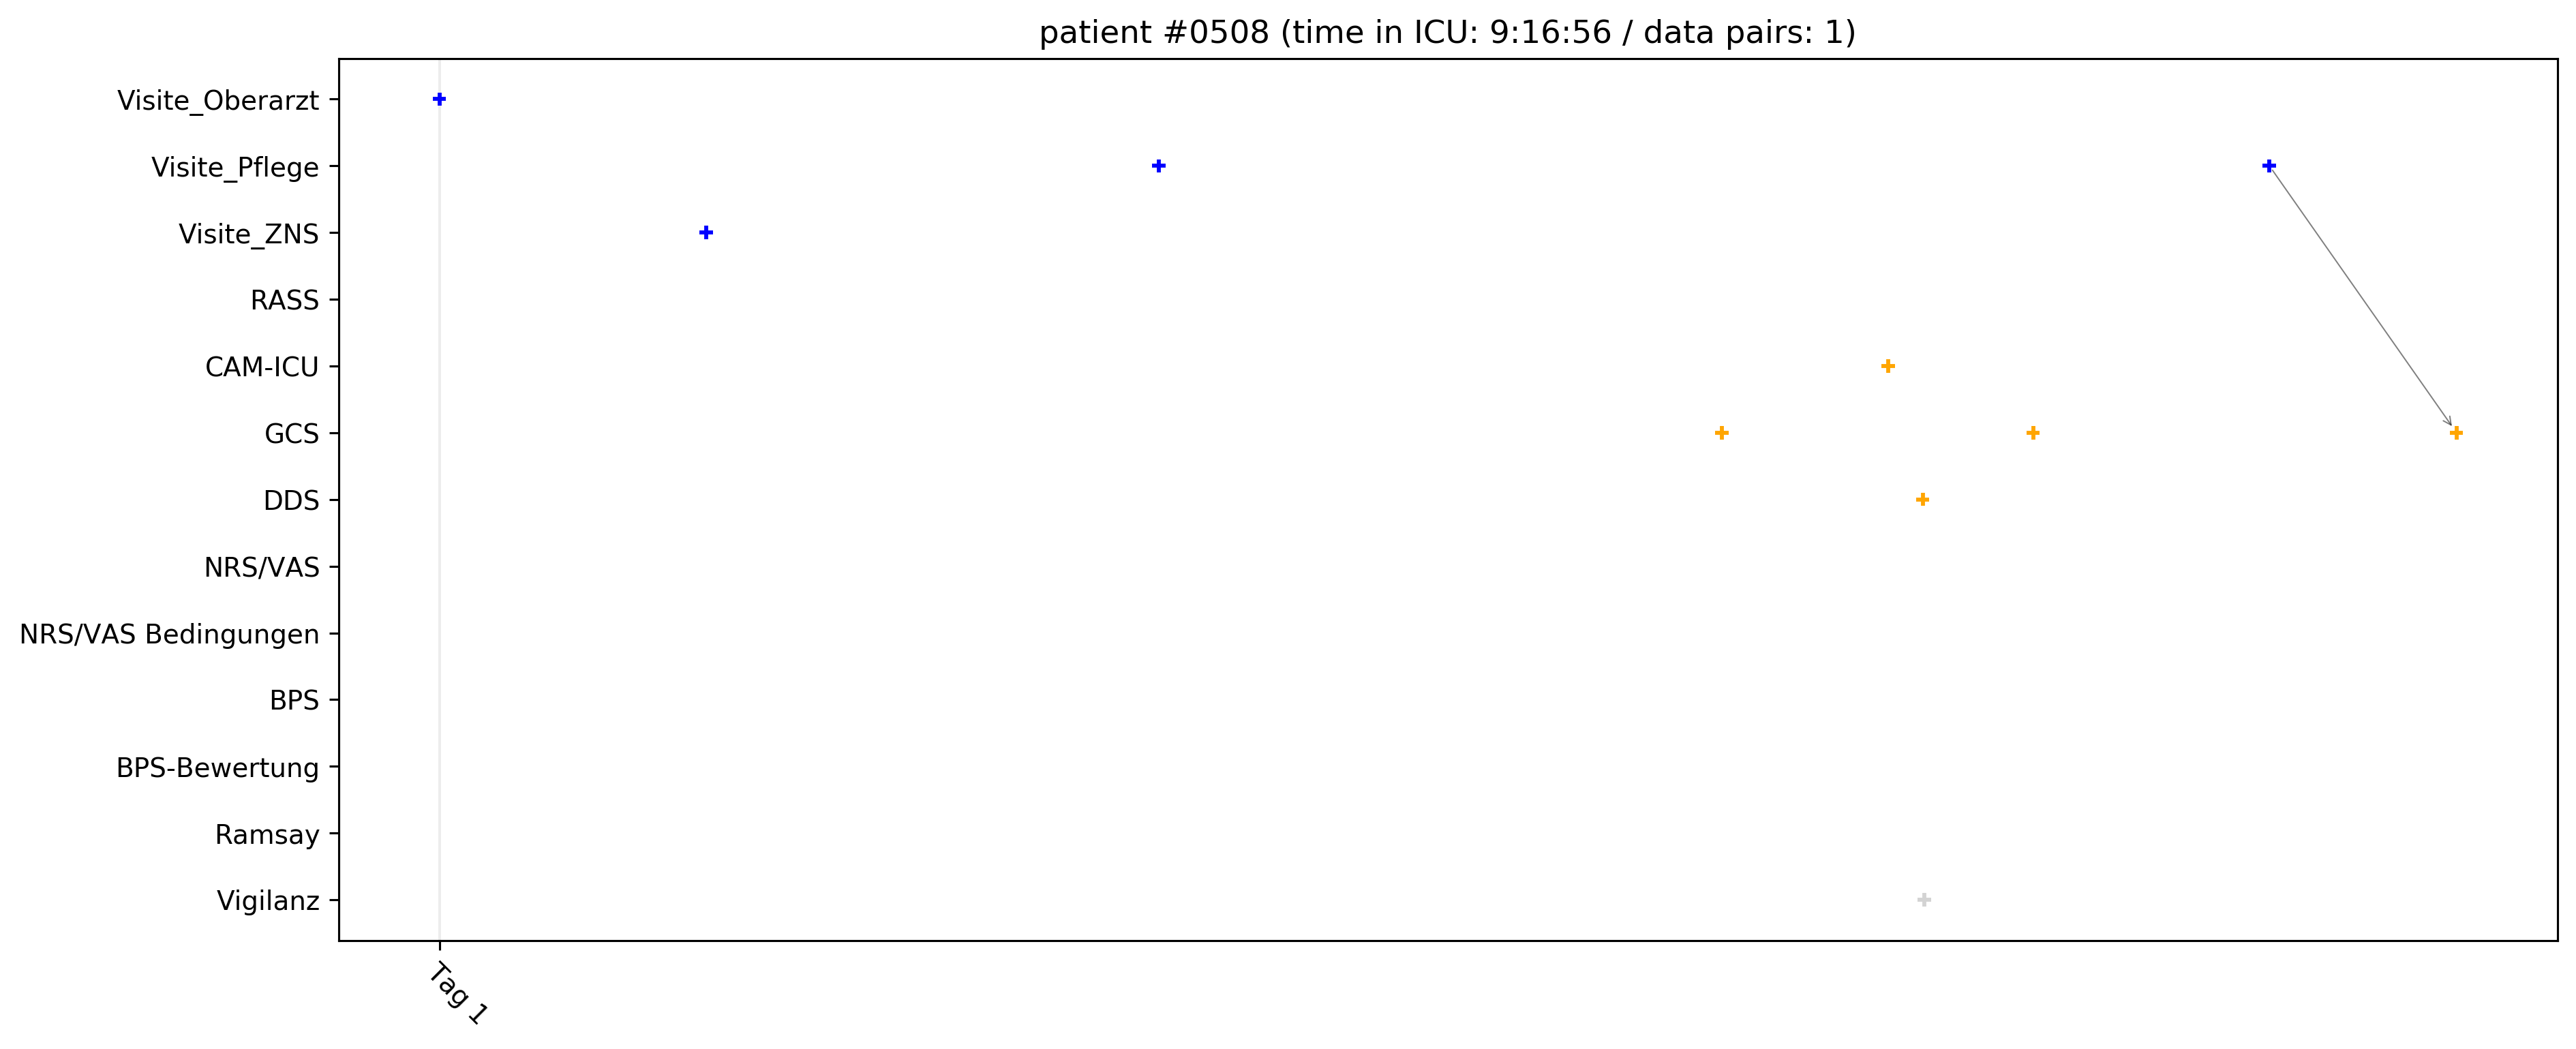 patient #0508 (time in ICU: 9:16:56 / data pairs: 1)
Visite_Oberarzt
Visite_Pflege
Visite_ZNS
RASS
CAM-ICU
GCS
DDS
NRS/VAS
NRS/VAS Bedingungen
BPS
BPS-Bewertung
Ramsay
Vigilanz
Tag 1